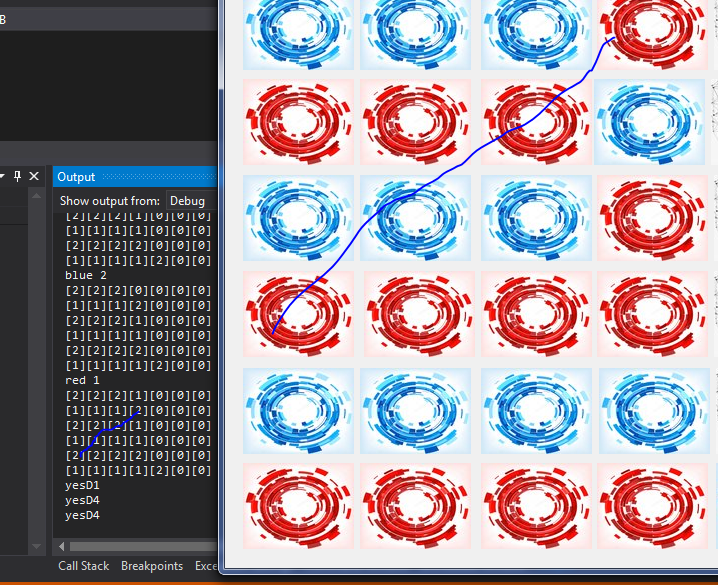 B
Output
Show output from: Debug
[2][2][2][1][0][0][0]
[1][1][1][1][0][0][0]
[2][2][2][2][0][0][0]
[1][1][1][1][0][0][0]
blue 2
[2][2][2][0][0][0][0]
[1][1][1][2][0][0][0]
[2][2][2][1][0][0][0]
[1][1][1][1][0][0][0]
[2][2][2][2][0][0][0]
[1][1][1][1][2][0][0]
red 1
[2][2][2][1][0][0][0]
[1][1][1][2][0][0][0]
[2][2][2][1][0][0][0]
[1][1][1][1][0][0][0]
[2][2][2][2][0][0][0]
[1][1][1][1][2][0][0]
yesD1
yesD4
yesD4
Call Stack Breakpoints Exce